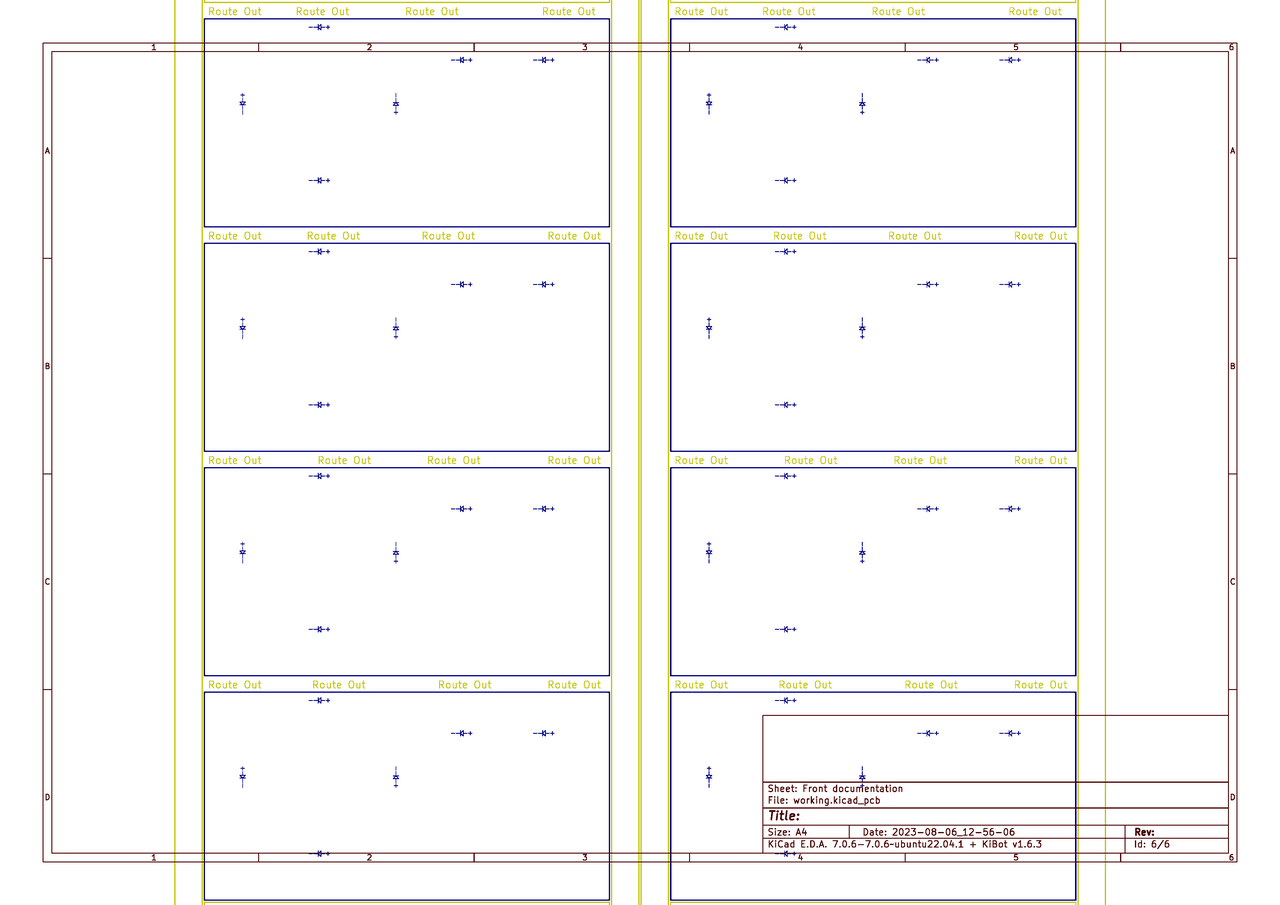 Route Out Route Out Route Out Route Out Route Out Route Out Route Out Route Out
1 2 3 4 5 6
A A
Route Out Route Out Route Out Route Out Route Out Route Out Route Out Route Out
B B
Route Out Route Out Route Out Route Out Route Out Route Out Route Out Route Out
C C
Route Out Route Out Route Out Route Out Route Out Route Out Route Out Route Out
Sheet: Front documentation
D D
File: working.kicad_pcb
Title:
Size: A4 Date: 2023-08-06_12-56-06 Rev:
KiCad E.D.A. 7.0.6-7.0.6~ubuntu22.04.1 + KiBot v1.6.3 Id: 6/6
1 2 3 4 5 6